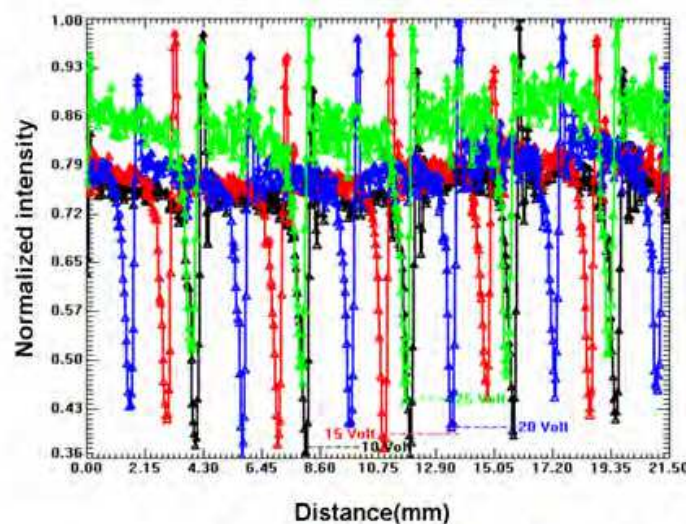 1.00
0.93
0.86
0.79
0.72
0.65
0.57
0.50
0.43
0.36
Normalized intensity
25 Volt
20 Volt
15 Volt
10 Volt
0.00 2.15 4.30 6.45 8.60 10.75 12.90 15.05 17.20 19.35 21.50
Distance(mm)